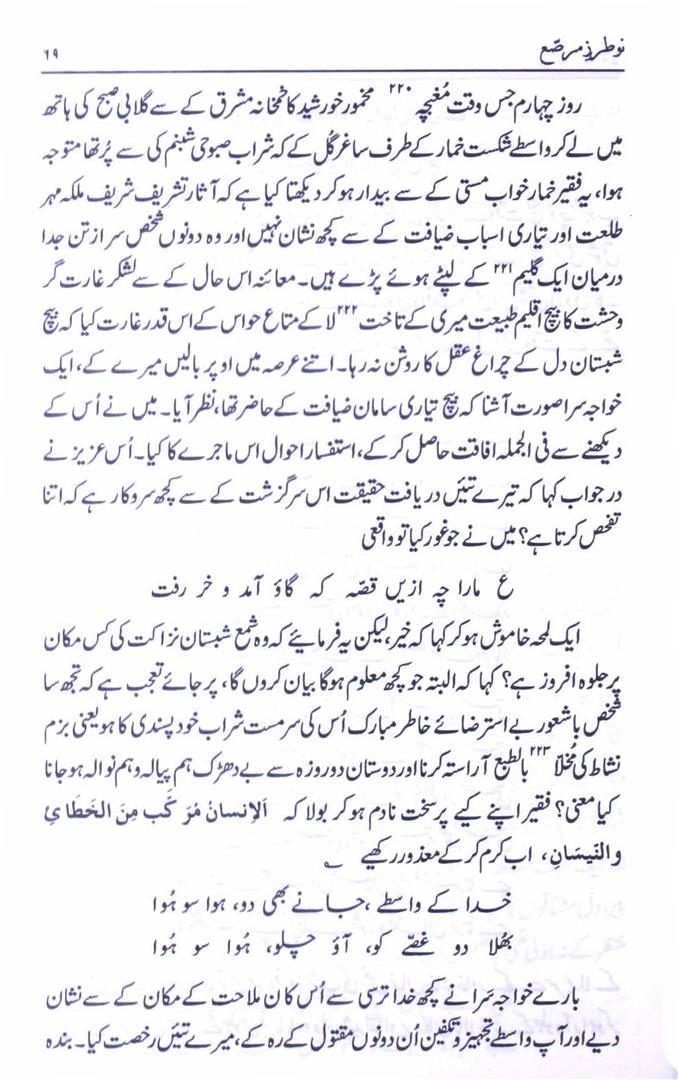 نو طرزِ مرصّع ۶۹
روز چہارم جس وقت مُغبچہ ۲۲۰ مخمور خورشید کا خمخانہ مشرق کے سے گلابی صبح کی ہاتھ
میں لے کر واسطے شکست خمار کے طرف ساغر گُل کے کہ شراب صبوحی شبنم کی سے پُر تھا متوجہ
ہوا، یہ فقیر خمار خواب مستی کے سے بیدار ہو کر دیکھتا کیا ہے کہ آثار تشریف شریف ملکہ مہر
طلعت اور تیاری اسباب ضیافت کے سے کچھ نشان نہیں اور وہ دونوں شخص سر از تن جدا
درمیان ایک گلیم ۲۲۱ کے لپٹے ہوئے پڑے ہیں۔ معائنہ اس حال کے سے لشکر غارت گر
وحشت کا بیچ اقلیم طبیعت میری کے تاخت ۲۲۲ لا کے متاع حواس کے اس قدر غارت کیا کہ بیچ
شبستان دل کے چراغ عقل کا روشن نہ رہا۔ اتنے عرصہ میں اوپر بالیں میرے کے، ایک
خواجہ سرا صورت آشنا کہ بیچ تیاری سامان ضیافت کے حاضر تھا، نظر آیا۔ میں نے اُس کے
دیکھنے سے فی الجملہ افاقت حاصل کر کے، استفسار احوال اس ماجرے کا کیا۔ اُس عزیز نے
در جواب کہا کہ تیرے تئیں دریافت حقیقت اس سرگزشت کے سے کچھ سروکار ہے کہ اتنا
تفحص کرتا ہے؟ میں نے جو غور کیا تو واقعی
ع مارا چہ ازیں قصّہ کہ گاؤ آمد و خر رفت
ایک لمحہ خاموش ہو کر کہا کہ خیر، لیکن یہ فرمائیے کہ وہ شمع شبستان نزاکت کی کس مکان
پر جلوہ افروز ہے؟ کہا کہ البتہ جو کچھ معلوم ہوگا بیان کروں گا، پر جائے تعجب ہے کہ تجھ سا
شخص با شعور بے استرضائے خاطر مبارک اُس کی سرمست شراب خود پسندی کا ہو یعنی بزم
نشاط کی مُخَلّا ۲۲۳ بالطبع آراستہ کرنا اور دوستان دو روزہ سے بے دھڑک ہم پیالہ و ہم نوالہ ہو جانا
کیا معنی؟ فقیر اپنے کیے پر سخت نادم ہو کر بولا کہ اَلاِنسانُ مُرَکَّب مِنَ الخَطَائِ
والنّیسَانِ، اب کرم کر کے معذور رکھیے
خدا کے واسطے، جانے بھی دو، ہوا سو ہُوا
بھلا دو غصّے کو، آؤ چلو، ہُوا سو ہُوا
بارے خواجہ سرا نے کچھ خدا ترسی سے اُس کان ملاحت کے مکان کے سے نشان
دیے اور آپ واسطے تجہیز و تکفین اُن دونوں مقتول کے رہ کے، میرے تئیں رخصت کیا۔ بندہ